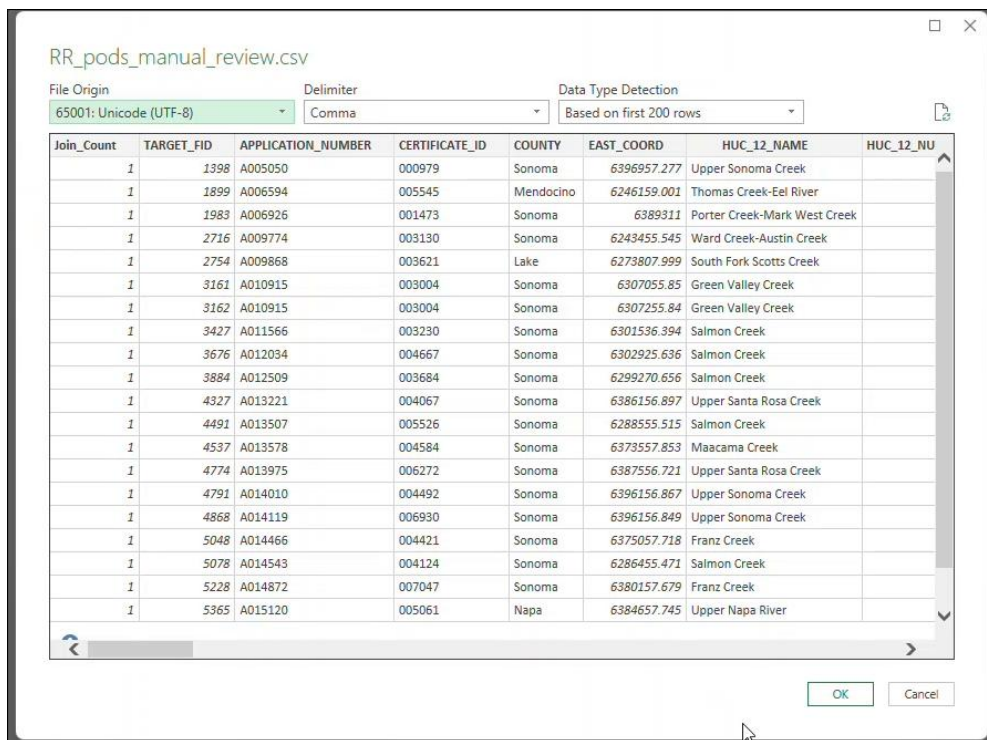 RR_pods_manual_review.csv
File Origin Delimiter Data Type Detection
65001: Unicode (UTF-8) Comma Based on first 200 rows
Join_Count TARGET_FID APPLICATION_NUMBER CERTIFICATE_ID COUNTY EAST_COORD HUC_12_NAME HUC_12_NU
1 1398 A005050 000979 Sonoma 6396957.277 Upper Sonoma Creek
1 1899 A006594 005545 Mendocino 6246159.001 Thomas Creek-Eel River
1 1983 A006926 001473 Sonoma 6389311 Porter Creek-Mark West Creek
1 2716 A009774 003130 Sonoma 6243455.545 Ward Creek-Austin Creek
1 2754 A009868 003621 Lake 6273807.999 South Fork Scotts Creek
1 3161 A010915 003004 Sonoma 6307055.85 Green Valley Creek
1 3162 A010915 003004 Sonoma 6307255.84 Green Valley Creek
1 3427 A011566 003230 Sonoma 6301536.394 Salmon Creek
1 3676 A012034 004667 Sonoma 6302925.636 Salmon Creek
1 3884 A012509 003684 Sonoma 6299270.656 Salmon Creek
1 4327 A013221 004067 Sonoma 6386156.897 Upper Santa Rosa Creek
1 4491 A013507 005526 Sonoma 6288555.515 Salmon Creek
1 4537 A013578 004584 Sonoma 6373557.853 Maacama Creek
1 4774 A013975 006272 Sonoma 6387556.721 Upper Santa Rosa Creek
1 4791 A014010 004492 Sonoma 6396156.867 Upper Sonoma Creek
1 4868 A014119 006930 Sonoma 6396156.849 Upper Sonoma Creek
1 5048 A014466 004421 Sonoma 6375057.718 Franz Creek
1 5078 A014543 004124 Sonoma 6286455.471 Salmon Creek
1 5228 A014872 007047 Sonoma 6380157.679 Franz Creek
1 5365 A015120 005061 Napa 6384657.745 Upper Napa River
OK Cancel